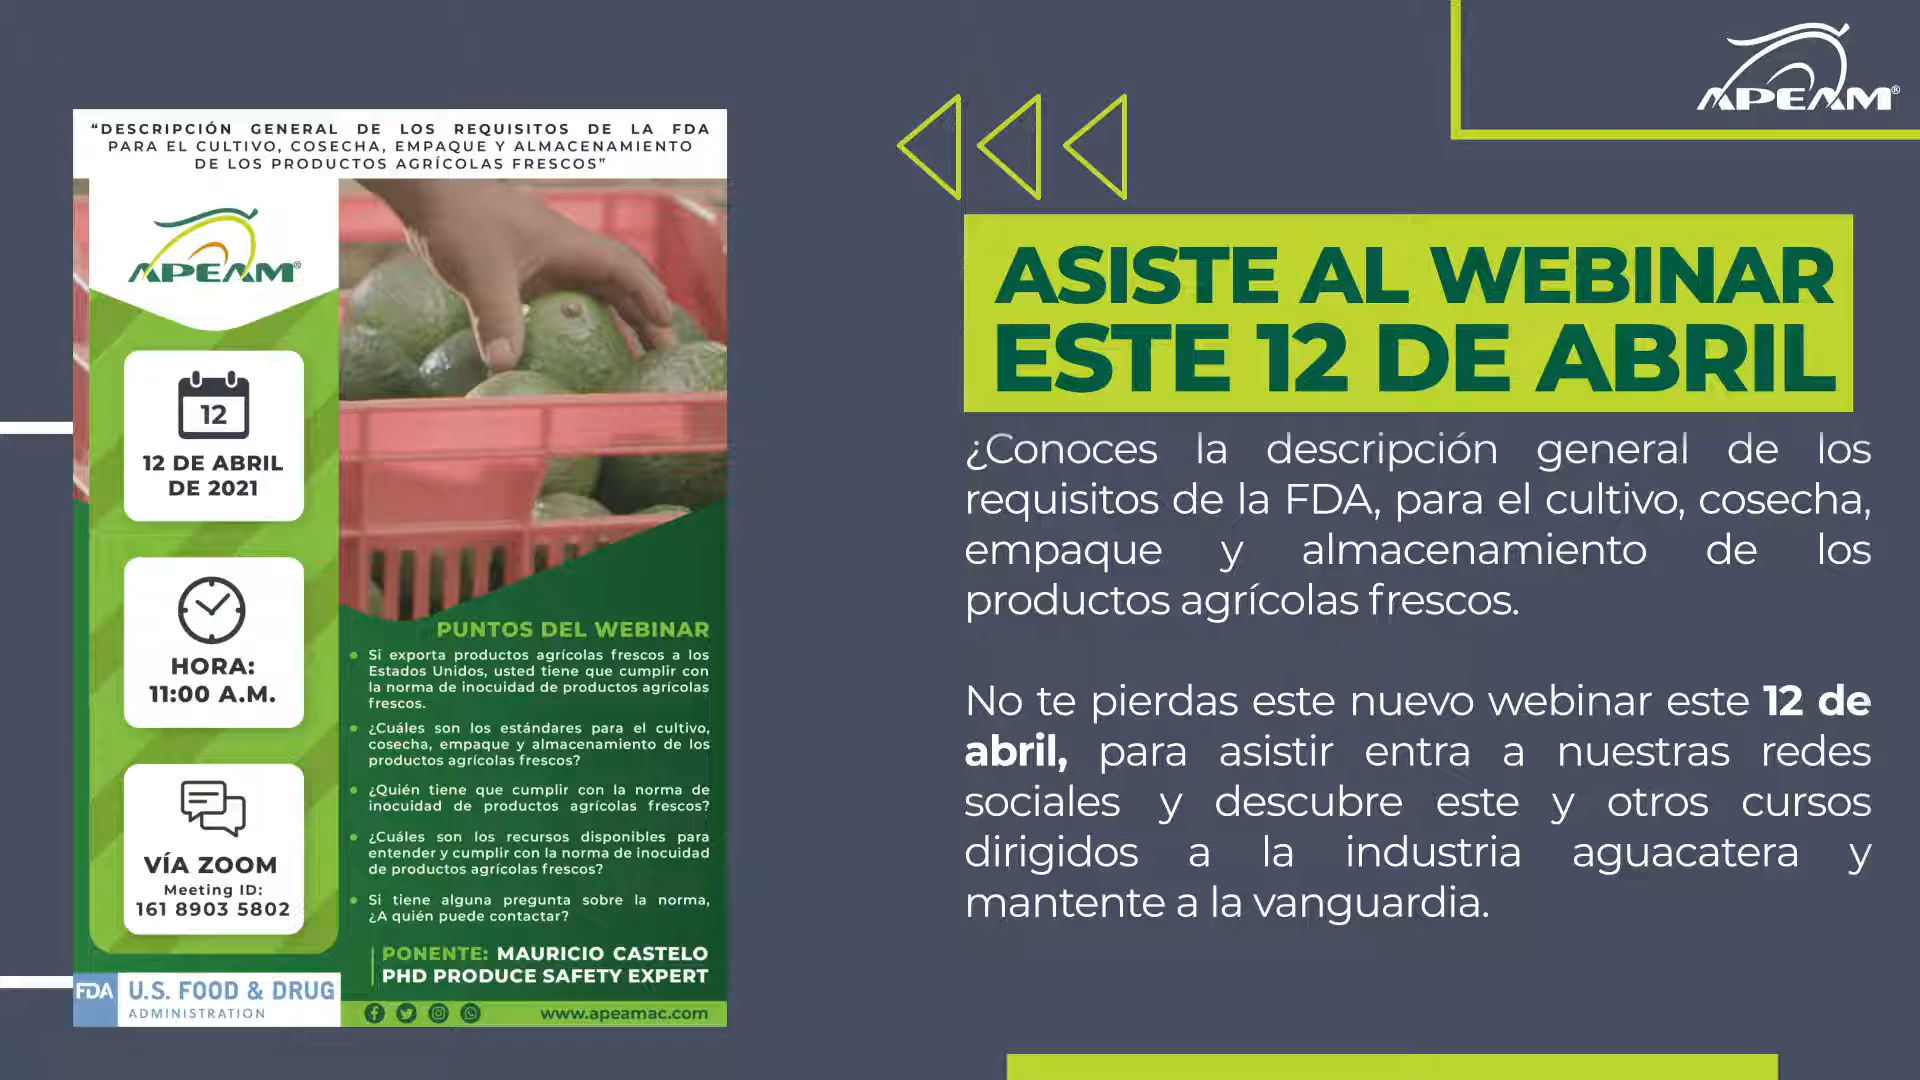 “DESCRIPCIÓN GENERAL DE LOS REQUISITOS DE LA FDA
PARA EL CULTIVO, COSECHA, EMPAQUE Y ALMACENAMIENTO
DE LOS PRODUCTOS AGRÍCOLAS FRESCOS”
APEAM®
12
12 DE ABRIL
DE 2021
HORA:
11:00 A.M.
VÍA ZOOM
Meeting ID:
161 8903 5802
PUNTOS DEL WEBINAR
Si exporta productos agrícolas frescos a los
Estados Unidos, usted tiene que cumplir con
la norma de inocuidad de productos agrícolas
frescos.
¿Cuáles son los estándares para el cultivo,
cosecha, empaque y almacenamiento de los
productos agrícolas frescos?
¿Quién tiene que cumplir con la norma de
inocuidad de productos agrícolas frescos?
¿Cuáles son los recursos disponibles para
entender y cumplir con la norma de inocuidad
de productos agrícolas frescos?
Si tiene alguna pregunta sobre la norma,
¿A quién puede contactar?
PONENTE: MAURICIO CASTELO
PHD PRODUCE SAFETY EXPERT
FDA U.S. FOOD & DRUG
ADMINISTRATION
www.apeamac.com
APEAM®
ASISTE AL WEBINAR
ESTE 12 DE ABRIL
¿Conoces la descripción general de los
requisitos de la FDA, para el cultivo, cosecha,
empaque y almacenamiento de los
productos agrícolas frescos.
No te pierdas este nuevo webinar este 12 de
abril, para asistir entra a nuestras redes
sociales y descubre este y otros cursos
dirigidos a la industria aguacatera y
mantente a la vanguardia.